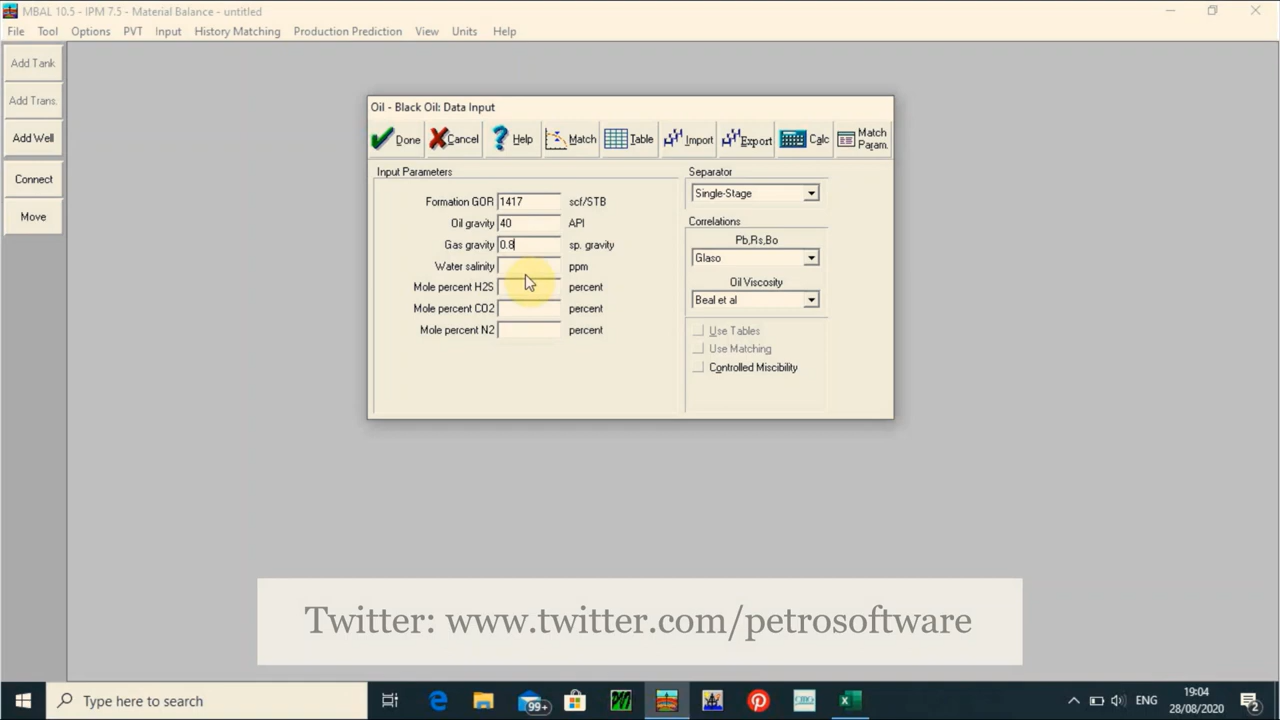 MBAL 10.5 - IPM 7.5 - Material Balance - untitled
File Tool Options PVT Input History Matching Production Prediction View Units Help
Add Tank
Add Trans.
Add Well
Connect
Move
Oil - Black Oil: Data Input
Done Cancel Help Match Table Import Export Calc Match Param.
Input Parameters
Formation GOR 1417 scf/STB
Oil gravity 40 API
Gas gravity 0.8 sp. gravity
Water salinity ppm
Mole percent H2S percent
Mole percent CO2 percent
Mole percent N2 percent
Separator
Single-Stage
Correlations
Pb,Rs,Bo
Glaso
Oil Viscosity
Beal et al
Use Tables
Use Matching
Controlled Miscibility
Twitter: www.twitter.com/petrosoftware
Type here to search
99+
ENG
19:04
28/08/2020
2